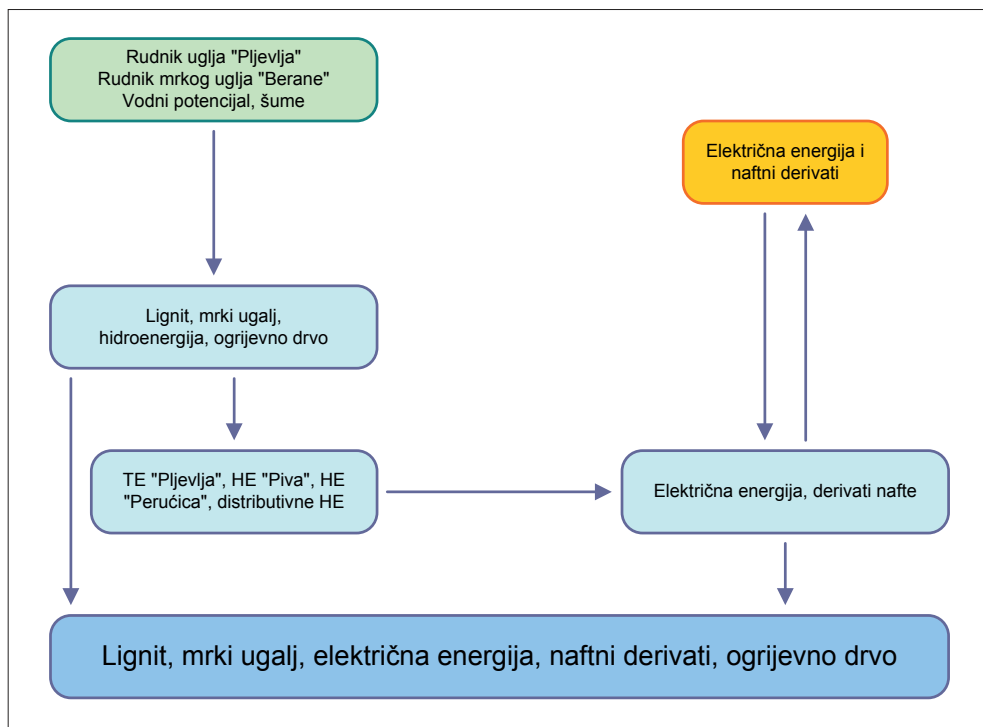 Rudnik uglja "Pljevlja"
Rudnik mrkog uglja "Berane"
Vodni potencijal, šume
Električna energija i
naftni derivati
Lignit, mrki ugalj,
hidroenergija, ogrijevno drvo
TE "Pljevlja", HE "Piva", HE
"Perućica", distributivne HE
Električna energija, derivati nafte
Lignit, mrki ugalj, električna energija, naftni derivati, ogrijevno drvo